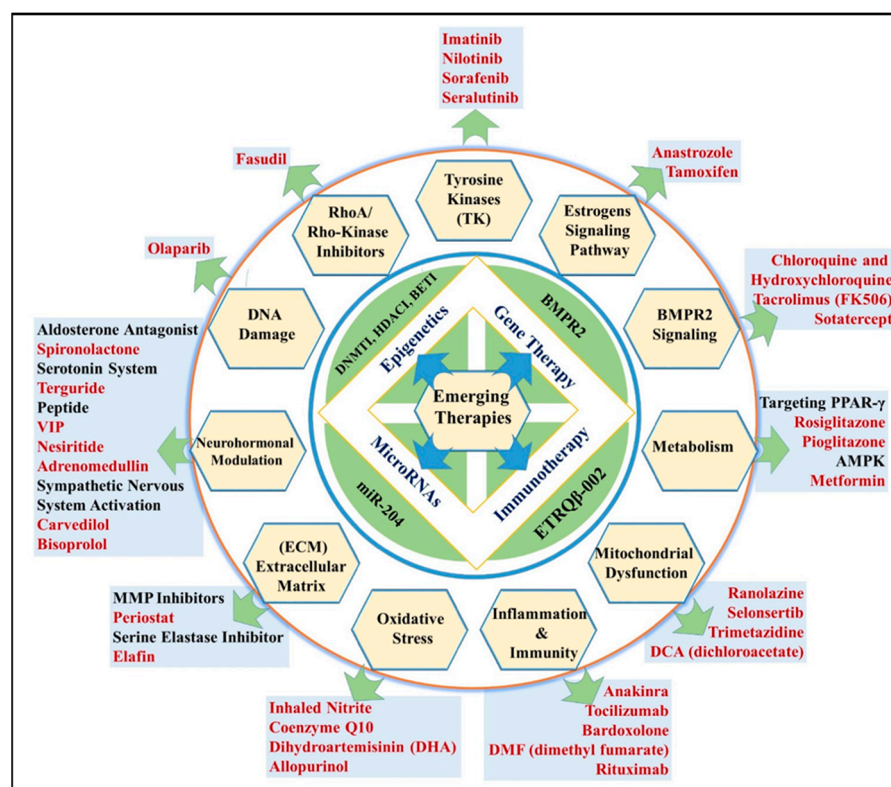 Imatinib
Nilotinib
Sorafenib
Seralutinib
Fasudil
Anastrozole
Tamoxifen
Tyrosine
Kinases
(TK)
RhoA/
Rho-Kinase
Inhibitors
Estrogens
Signaling
Pathway
Olaparib
Chloroquine and
Hydroxychloroquine
Tacrolimus (FK506)
Sotatercept
DNA
Damage
BMPR2
Signaling
DNMTI, HDACI, BETI
Epigenetics
Gene Therapy
BMPR2
Emerging
Therapies
MicroRNAs
miR-204
Immunotherapy
ETRQβ-002
Aldosterone Antagonist
Spironolactone
Serotonin System
Terguride
Peptide
VIP
Nesiritide
Adrenomedullin
Sympathetic Nervous
System Activation
Carvedilol
Bisoprolol
Neurohormonal
Modulation
Metabolism
Targeting PPAR-γ
Rosiglitazone
Pioglitazone
AMPK
Metformin
(ECM)
Extracellular
Matrix
Mitochondrial
Dysfunction
Oxidative
Stress
Inflammation
&
Immunity
MMP Inhibitors
Periostat
Serine Elastase Inhibitor
Elafin
Ranolazine
Selonsertib
Trimetazidine
DCA (dichloroacetate)
Inhaled Nitrite
Coenzyme Q10
Dihydroartemisinin (DHA)
Allopurinol
Anakinra
Tocilizumab
Bardoxolone
DMF (dimethyl fumarate)
Rituximab